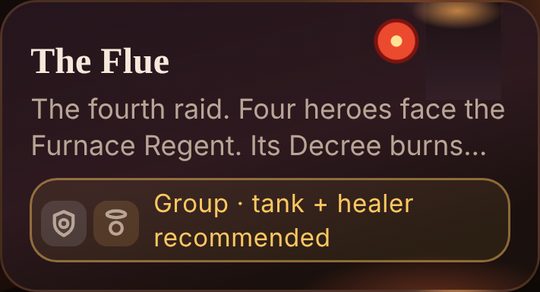 The Flue
The fourth raid. Four heroes face the
Furnace Regent. Its Decree burns...
Group · tank + healer
recommended